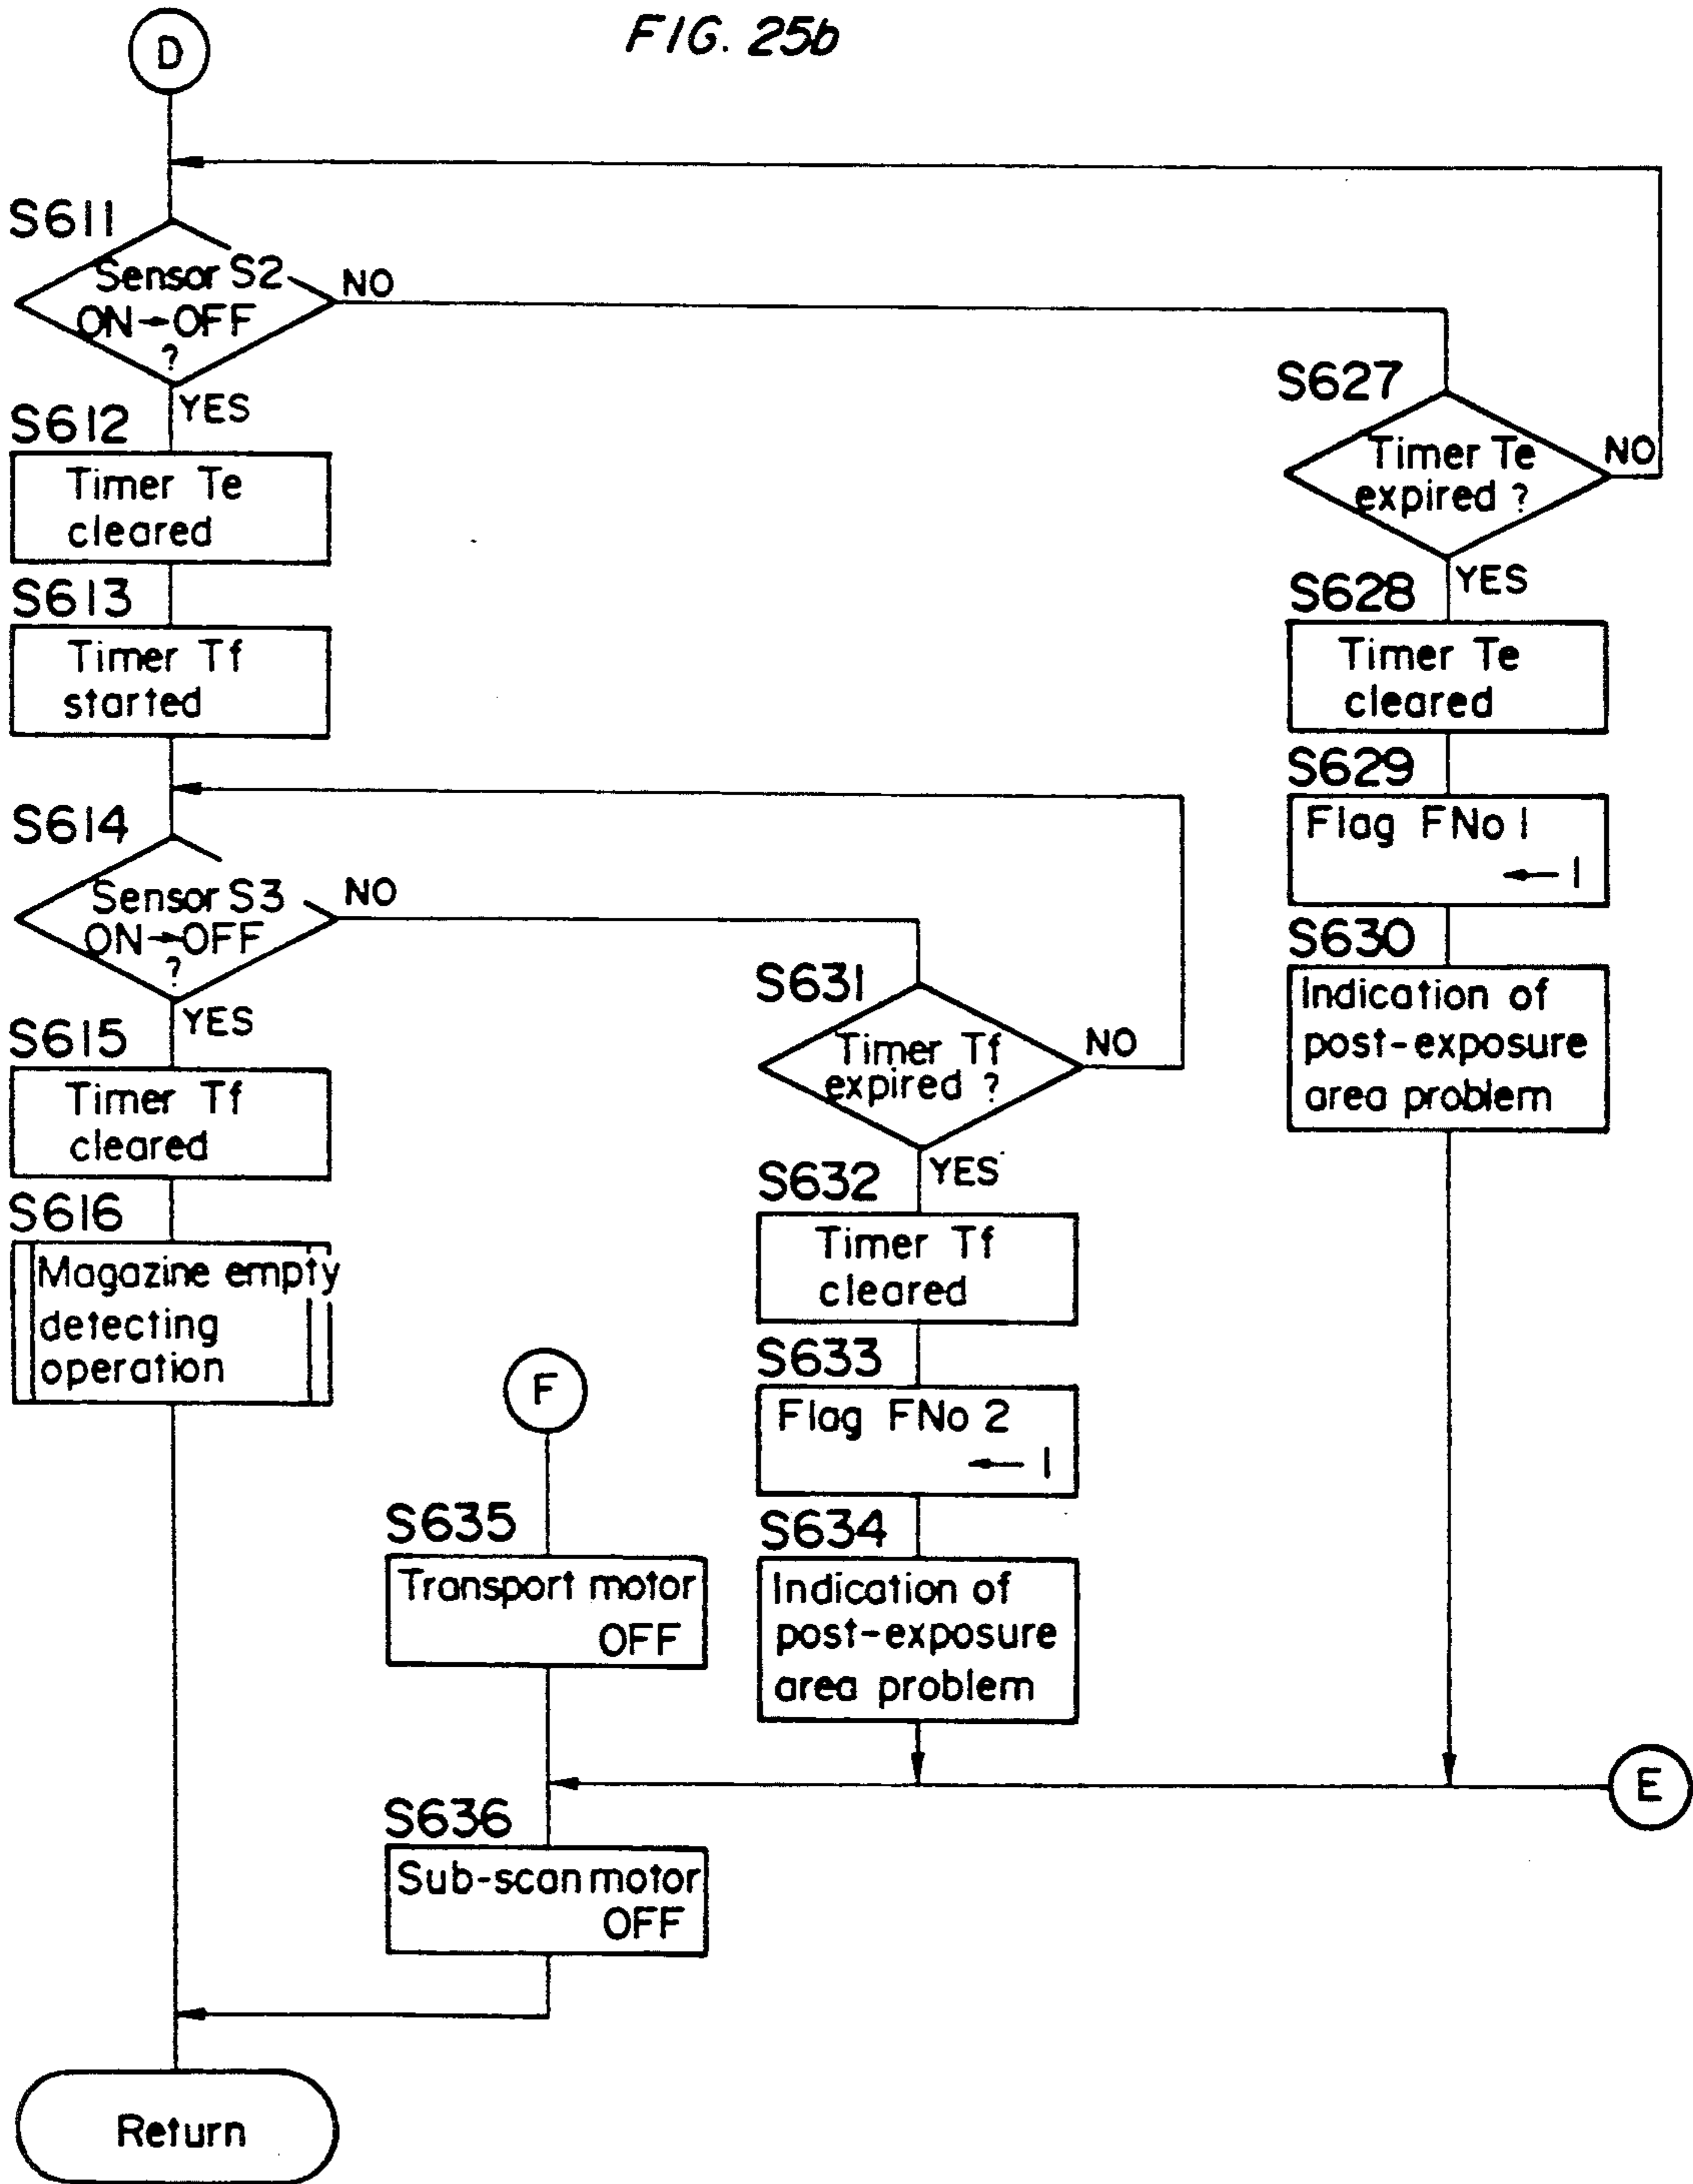 FIG. 25b
D
S611
Sensor S2
ON→OFF
?
NO
YES
S612
Timer Te
cleared
S613
Timer Tf
started
S614
Sensor S3
ON→OFF
?
NO
YES
S615
Timer Tf
cleared
S616
Magazine empty
detecting
operation
S627
Timer Te
expired ?
NO
YES
S628
Timer Te
cleared
S629
Flag FNo 1
← 1
S630
Indication of
post-exposure
area problem
S631
Timer Tf
expired ?
NO
YES
S632
Timer Tf
cleared
S633
Flag FNo 2
← 1
S634
Indication of
post-exposure
area problem
F
S635
Transport motor
OFF
E
S636
Sub-scan motor
OFF
Return